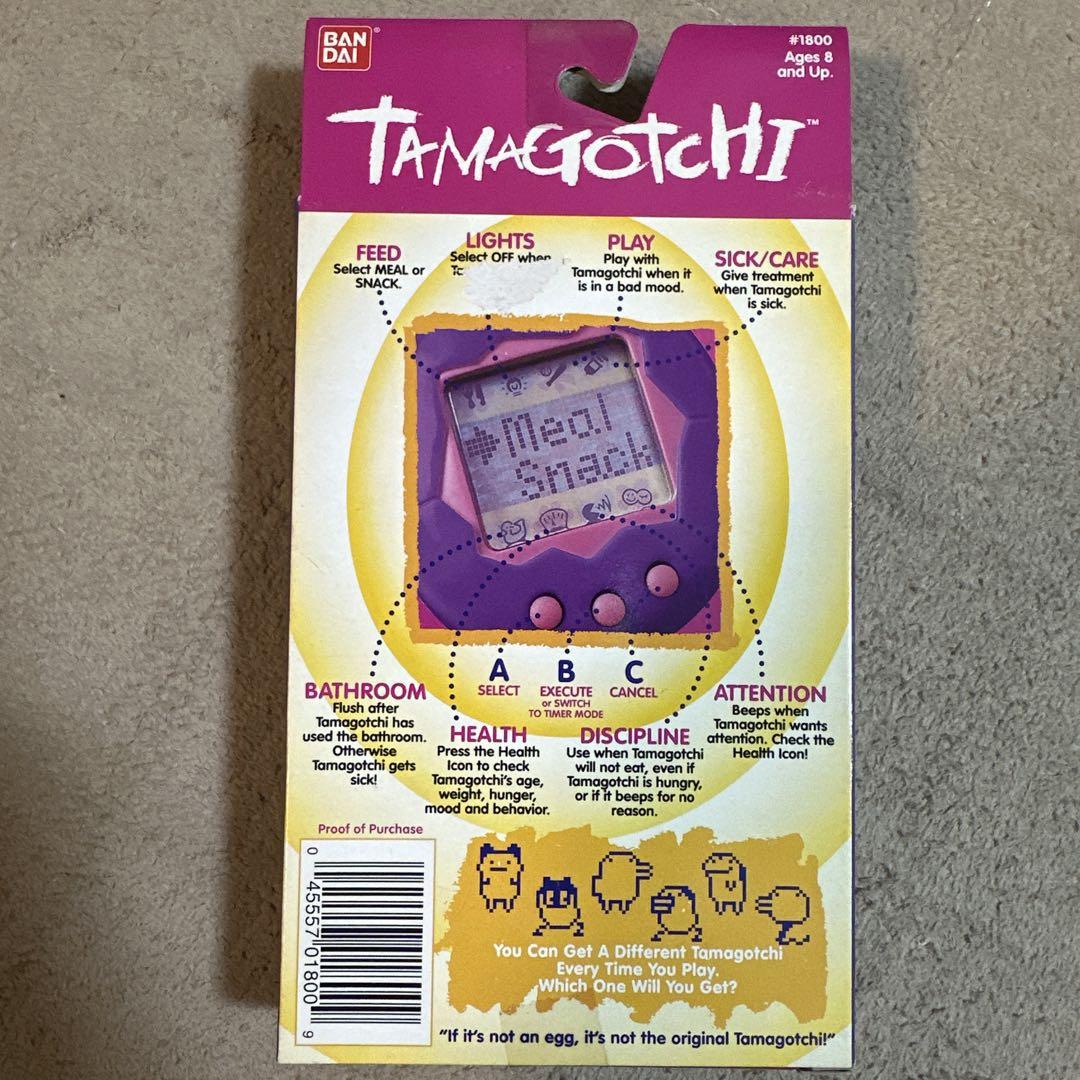 BAN
DAI
®
#1800
Ages 8
and Up.
TAMAGOTCHI™
FEED
Select MEAL or
SNACK.
LIGHTS
Select OFF when
PLAY
Play with
Tamagotchi when it
is in a bad mood.
SICK/CARE
Give treatment
when Tamagotchi
is sick.
Meal
Snack
A
SELECT
B
EXECUTE
or SWITCH
TO TIMER MODE
C
CANCEL
BATHROOM
Flush after
Tamagotchi has
used the bathroom.
Otherwise
Tamagotchi gets
sick!
HEALTH
Press the Health
Icon to check
Tamagotchi's age,
weight, hunger,
mood and behavior.
DISCIPLINE
Use when Tamagotchi
will not eat, even if
Tamagotchi is hungry,
or if it beeps for no
reason.
ATTENTION
Beeps when
Tamagotchi wants
attention. Check the
Health Icon!
Proof of Purchase
0 45557 01800 9
You Can Get A Different Tamagotchi
Every Time You Play.
Which One Will You Get?
"If it's not an egg, it's not the original Tamagotchi!"